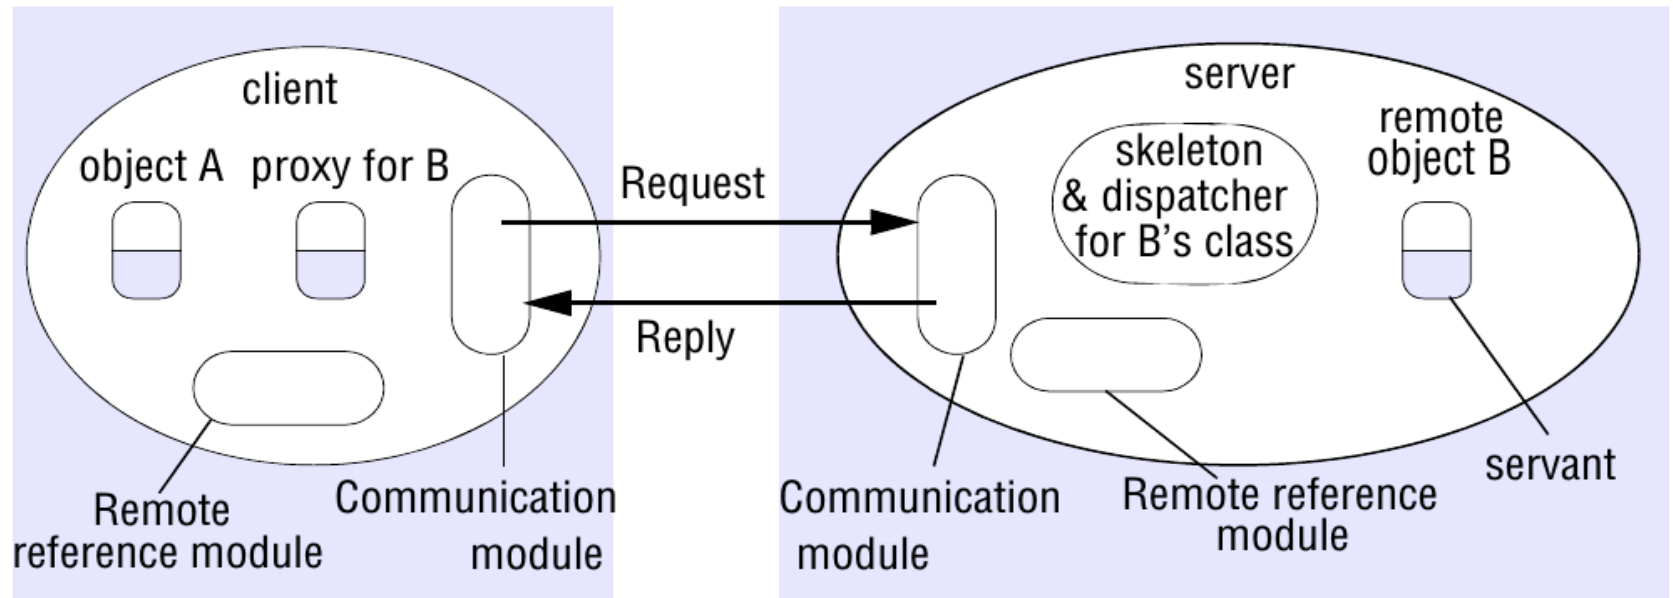 client
object A
proxy for B
Request
Reply
Remote
reference module
Communication
module
server
skeleton
& dispatcher
for B's class
remote
object B
Communication
module
Remote reference
module
servant